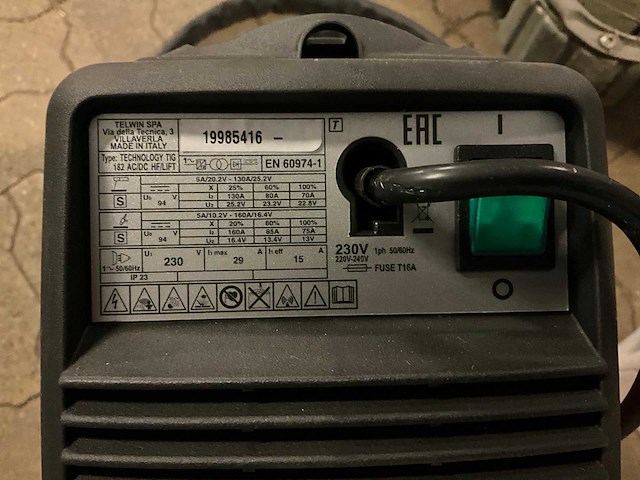 TELWIN SPA
Via della Tecnica, 3
VILLAVERLA
MADE IN ITALY
19985416 -
T
EAC
I
Type: TECHNOLOGY TIG
182 AC/DC HF/LIFT
1~
EN 60974-1
5A/20.2V - 130A/25.2V
X 25% 60% 100%
S U0 94 V I2 130A 80A 70A
U2 25.2V 23.2V 22.8V
5A/10.2V - 160A/16.4V
X 20% 60% 100%
S U0 94 V I2 160A 85A 75A
U2 16.4V 13.4V 13V
1~ 50/60Hz U1 230 V I1 max 29 A I1 eff 15 A
IP 23
230V 1ph 50/60Hz
220V-240V
FUSE T16A
O